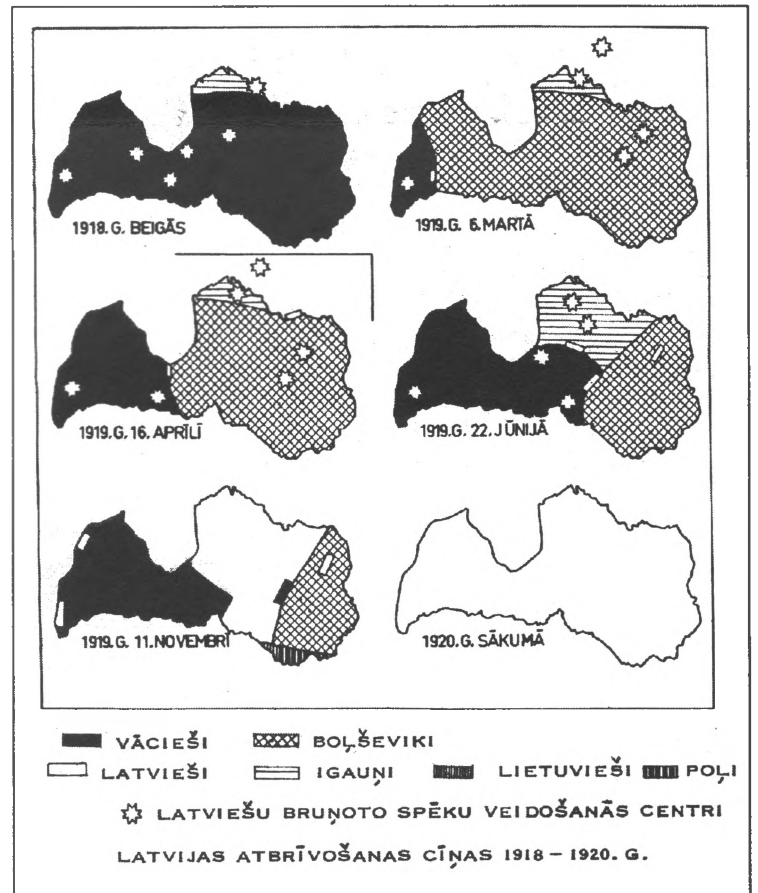 1918. G. BEIGĀS
1919. G. 6. MARTĀ
1919. G. 16. APRĪLĪ
1919. G. 22. JŪNIJĀ
1919. G. 11. NOVEMBRĪ
1920. G. SĀKUMĀ
VĀCIEŠI BOĻŠEVIKI
LATVIEŠI IGAUŅI LIETUVIEŠI POĻI
LATVIEŠU BRUŅOTO SPĒKU VEIDOŠANĀS CENTRI
LATVIJAS ATBRĪVOŠANAS CĪŅAS 1918 – 1920. G.